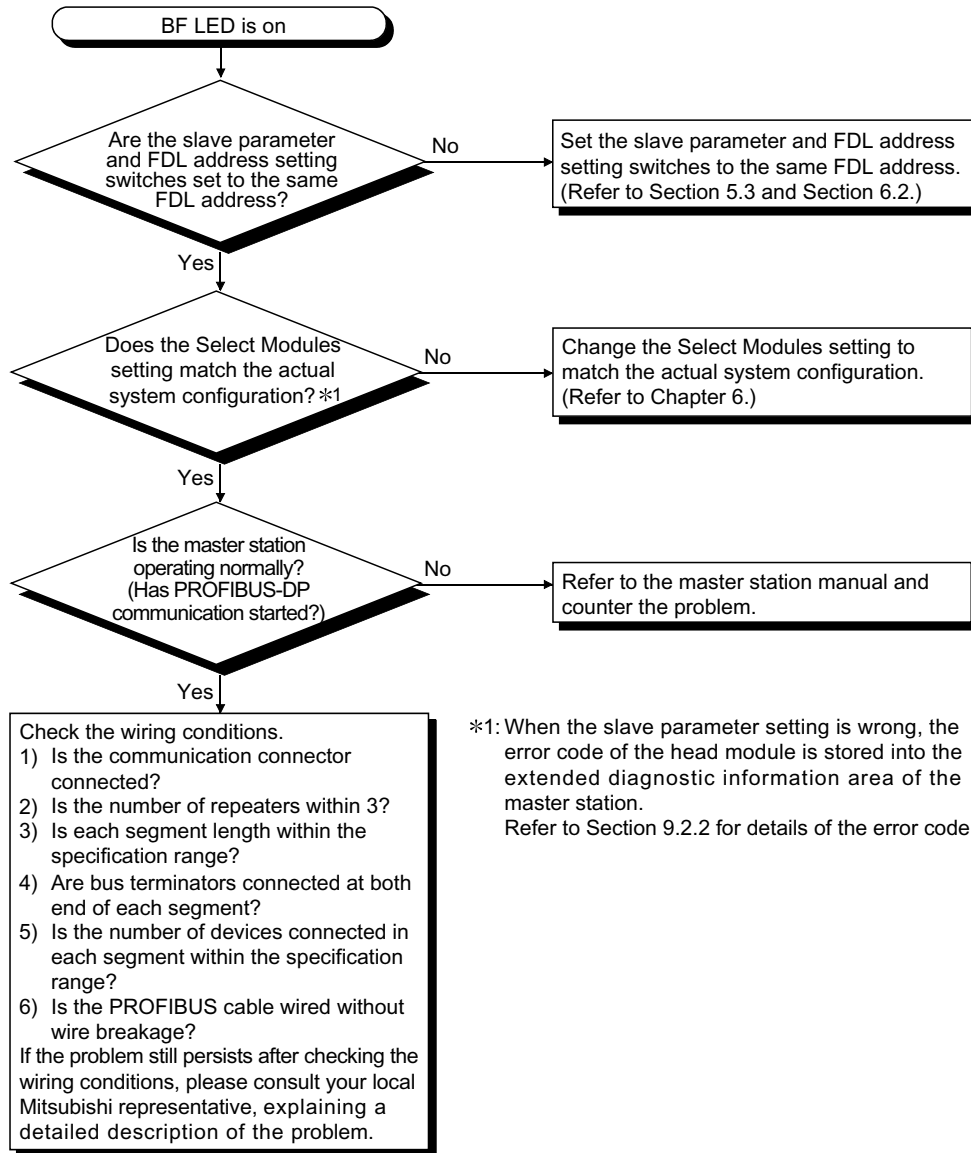 BF LED is on
Are the slave parameter
and FDL address setting
switches set to the same
FDL address?
No
Set the slave parameter and FDL address
setting switches to the same FDL address.
(Refer to Section 5.3 and Section 6.2.)
Yes
Does the Select Modules
setting match the actual
system configuration? *1
No
Change the Select Modules setting to
match the actual system configuration.
(Refer to Chapter 6.)
Yes
Is the master station
operating normally?
(Has PROFIBUS-DP
communication started?)
No
Refer to the master station manual and
counter the problem.
Yes
Check the wiring conditions.
1) Is the communication connector
connected?
2) Is the number of repeaters within 3?
3) Is each segment length within the
specification range?
4) Are bus terminators connected at both
end of each segment?
5) Is the number of devices connected in
each segment within the specification
range?
6) Is the PROFIBUS cable wired without
wire breakage?
If the problem still persists after checking the
wiring conditions, please consult your local
Mitsubishi representative, explaining a
detailed description of the problem.
*1: When the slave parameter setting is wrong, the
error code of the head module is stored into the
extended diagnostic information area of the
master station.
Refer to Section 9.2.2 for details of the error code